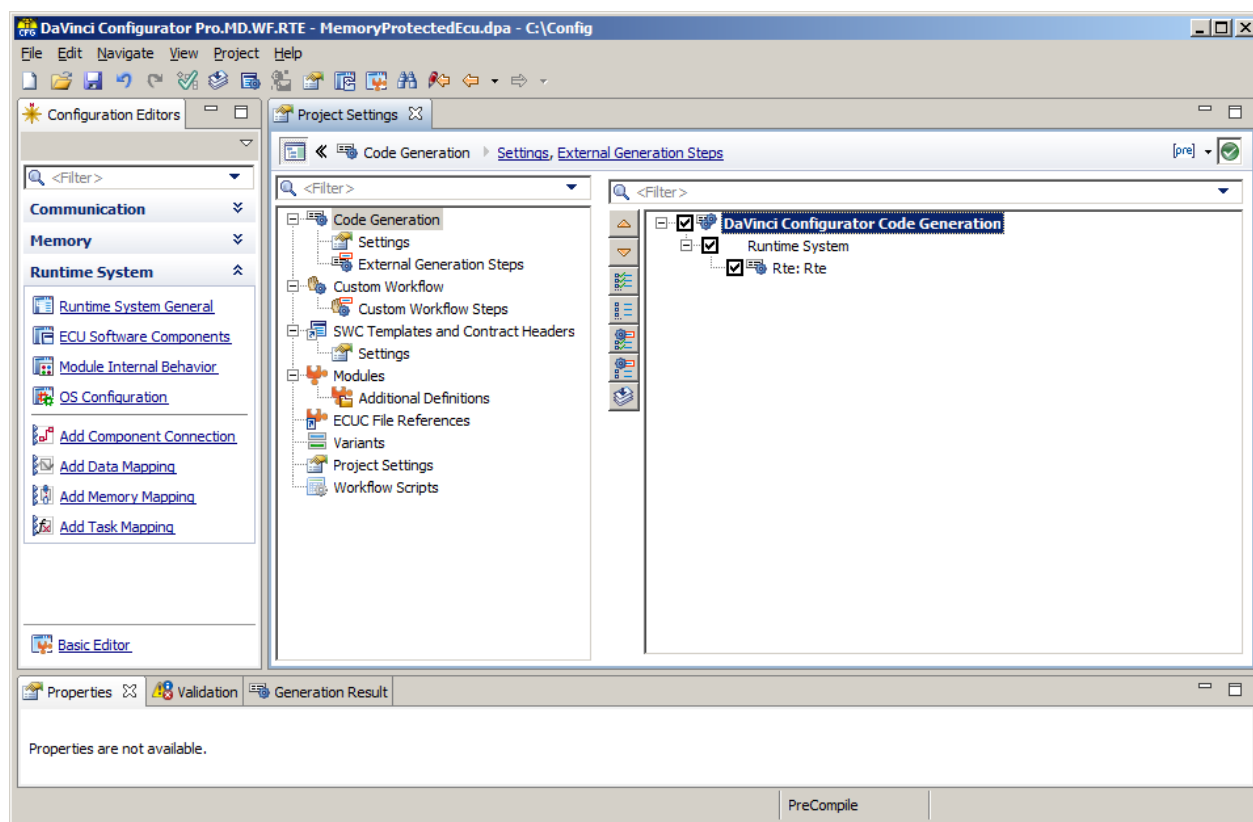 DaVinci Configurator Pro.MD.WF.RTE - MemoryProtectedEcu.dpa - C:\Config
File Edit Navigate View Project Help
Configuration Editors
<Filter>
Communication
Memory
Runtime System
Runtime System General
ECU Software Components
Module Internal Behavior
OS Configuration
Add Component Connection
Add Data Mapping
Add Memory Mapping
Add Task Mapping
Basic Editor
Project Settings
Code Generation Settings, External Generation Steps
[pre]
<Filter>
Code Generation
Settings
External Generation Steps
Custom Workflow
Custom Workflow Steps
SWC Templates and Contract Headers
Settings
Modules
Additional Definitions
ECUC File References
Variants
Project Settings
Workflow Scripts
<Filter>
DaVinci Configurator Code Generation
Runtime System
Rte: Rte
Properties Validation Generation Result
Properties are not available.
PreCompile